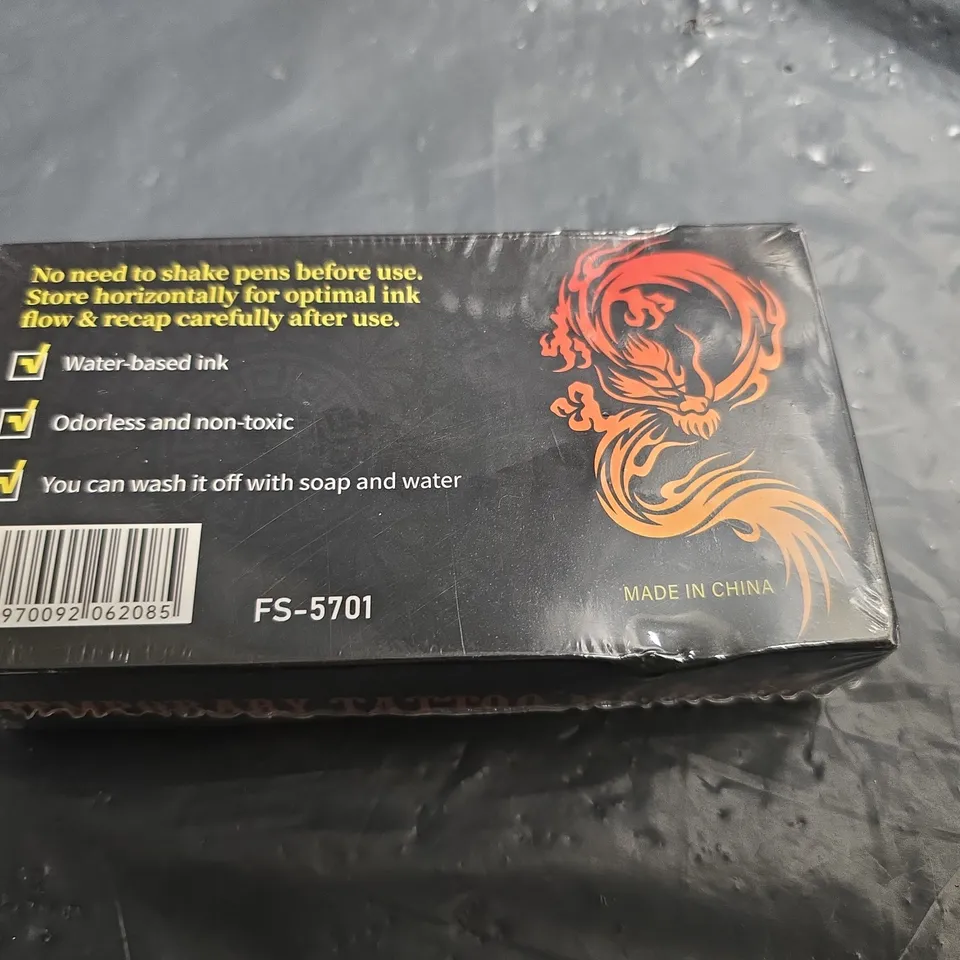 No need to shake pens before use.
Store horizontally for optimal ink
flow & recap carefully after use.
Water-based ink
Odorless and non-toxic
You can wash it off with soap and water
970092 062085
FS-5701
MADE IN CHINA
TATTOO